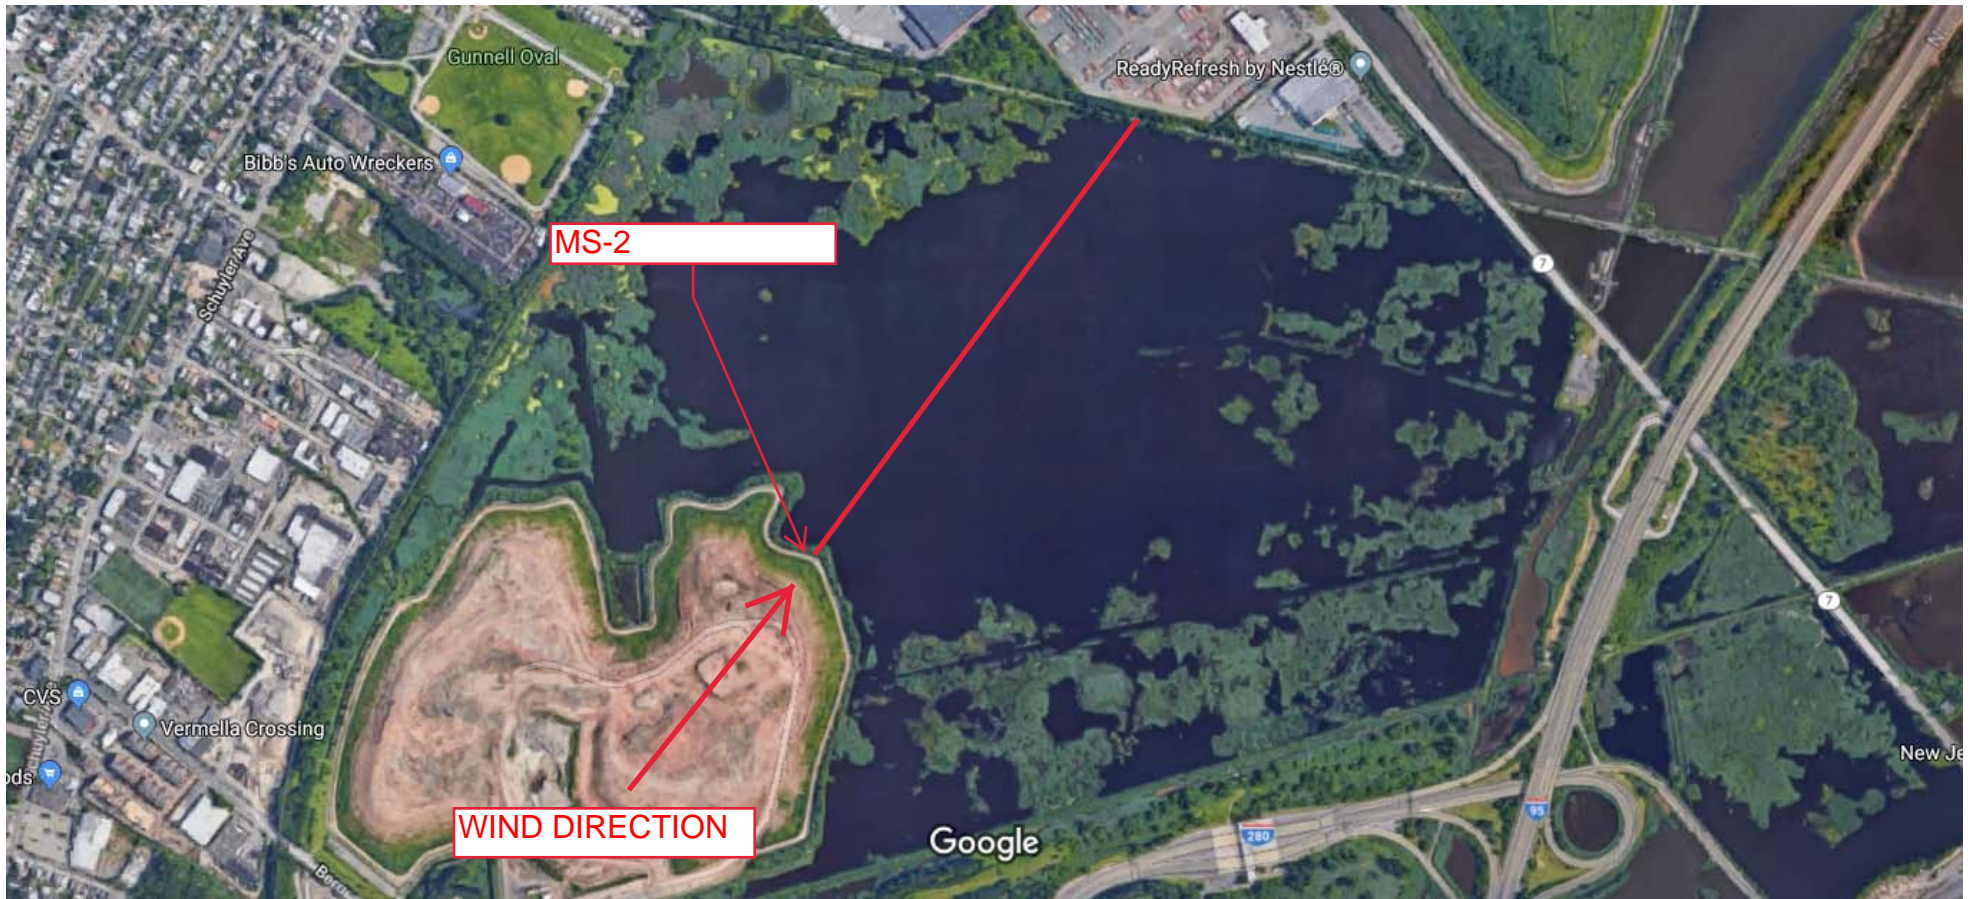 Gunnell Oval
ReadyRefresh by Nestlé®
Bibb's Auto Wreckers
MS-2
Schuyler Ave
7
7
CVS
Vermella Crossing
New Je
ods
WIND DIRECTION
Google
95
280